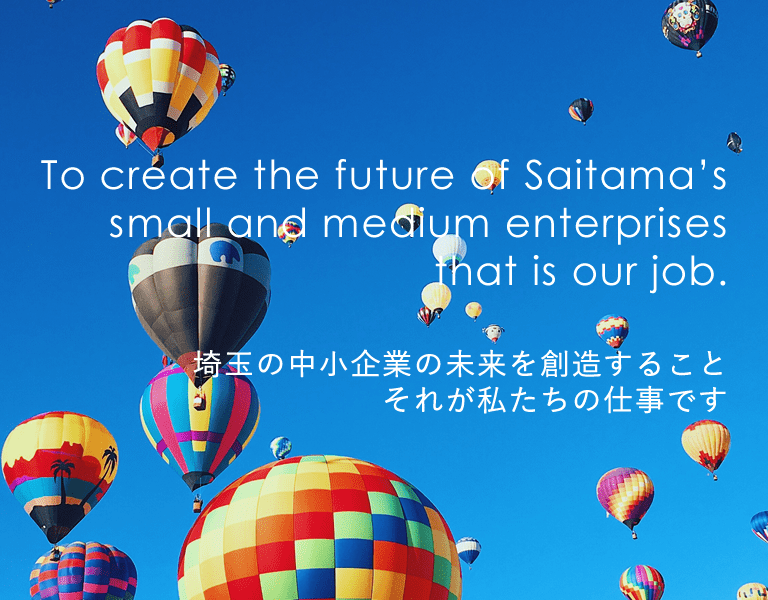 To create the future of Saitama’s
small and medium enterprises
that is our job.
埼玉の中小企業の未来を創造すること
それが私たちの仕事です